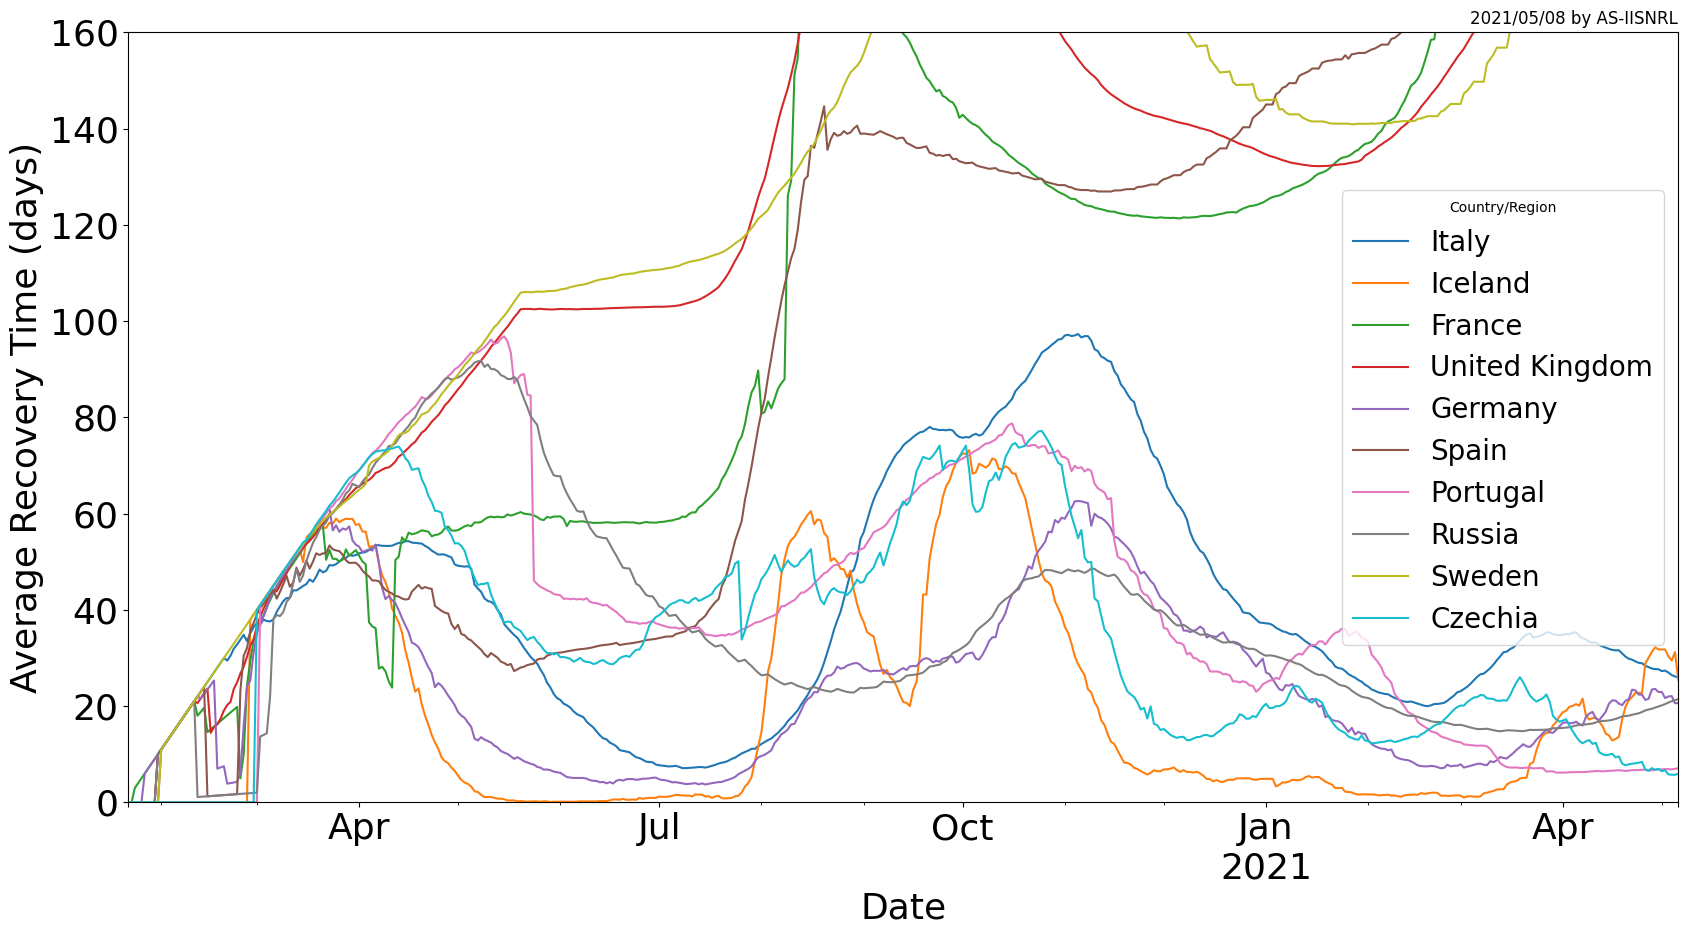 2021/05/08 by AS-IISNRL
160
140
120
100
80
60
40
20
0
Average Recovery Time (days)
Country/Region
Italy
Iceland
France
United Kingdom
Germany
Spain
Portugal
Russia
Sweden
Czechia
Apr Jul Oct Jan Apr
2021
Date